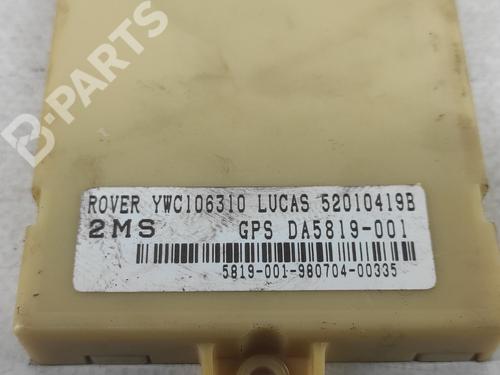 B-PARTS
ROVER YWC106310 LUCAS 52010419B
2MS GPS DA5819-001
5819-001-980704-00335